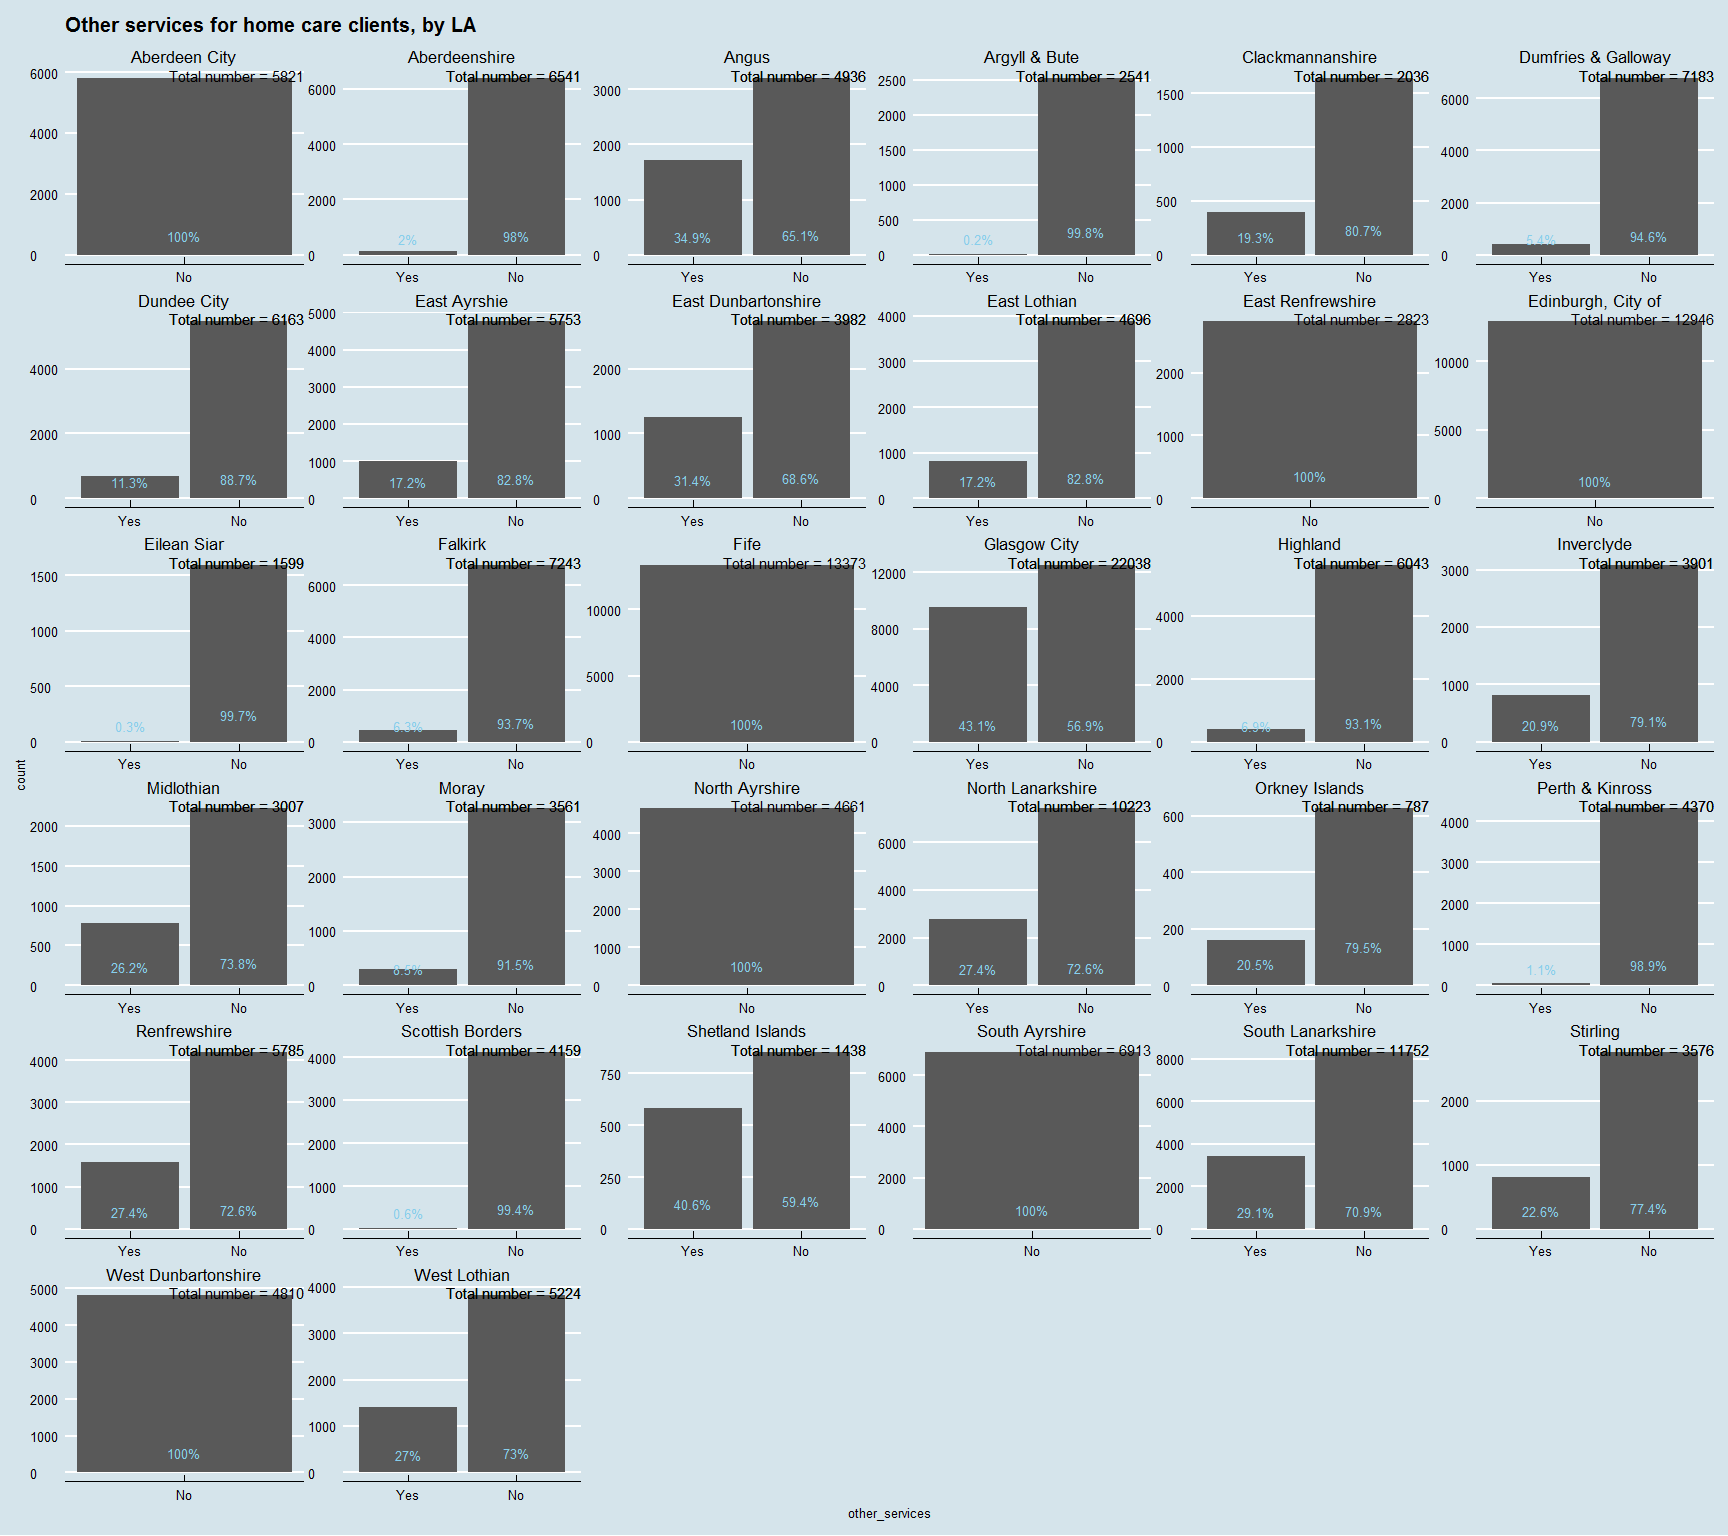 Other services for home care clients, by LA
Aberdeen City
Total number = 5821
6000
4000
2000
0
100%
No
Aberdeenshire
Total number = 6541
6000
4000
2000
0
2%
98%
Yes
No
Angus
Total number = 4936
3000
2000
1000
0
34.9%
65.1%
Yes
No
Argyll & Bute
Total number = 2541
2500
2000
1500
1000
500
0
0.2%
99.8%
Yes
No
Clackmannanshire
Total number = 2036
1500
1000
500
0
19.3%
80.7%
Yes
No
Dumfries & Galloway
Total number = 7183
6000
4000
2000
0
5.4%
94.6%
Yes
No
Dundee City
Total number = 6163
4000
2000
0
11.3%
88.7%
Yes
No
East Ayrshie
Total number = 5753
5000
4000
3000
2000
1000
0
17.2%
82.8%
Yes
No
East Dunbartonshire
Total number = 3982
2000
1000
0
31.4%
68.6%
Yes
No
East Lothian
Total number = 4696
4000
3000
2000
1000
0
17.2%
82.8%
Yes
No
East Renfrewshire
Total number = 2823
2000
1000
0
100%
No
Edinburgh, City of
Total number = 12946
10000
5000
0
100%
No
Eilean Siar
Total number = 1599
1500
1000
500
0
0.3%
99.7%
Yes
No
Falkirk
Total number = 7243
6000
4000
2000
0
6.3%
93.7%
Yes
No
Fife
Total number = 13373
10000
5000
0
100%
No
Glasgow City
Total number = 22038
12000
8000
4000
0
43.1%
56.9%
Yes
No
Highland
Total number = 6043
4000
2000
0
6.9%
93.1%
Yes
No
Inverclyde
Total number = 3901
3000
2000
1000
0
20.9%
79.1%
Yes
No
count
Midlothian
Total number = 3007
2000
1500
1000
500
0
26.2%
73.8%
Yes
No
Moray
Total number = 3561
3000
2000
1000
0
8.5%
91.5%
Yes
No
North Ayrshire
Total number = 4661
4000
3000
2000
1000
0
100%
No
North Lanarkshire
Total number = 10223
6000
4000
2000
0
27.4%
72.6%
Yes
No
Orkney Islands
Total number = 787
600
400
200
0
20.5%
79.5%
Yes
No
Perth & Kinross
Total number = 4370
4000
3000
2000
1000
0
1.1%
98.9%
Yes
No
Renfrewshire
Total number = 5785
4000
3000
2000
1000
0
27.4%
72.6%
Yes
No
Scottish Borders
Total number = 4159
4000
3000
2000
1000
0
0.6%
99.4%
Yes
No
Shetland Islands
Total number = 1438
750
500
250
0
40.6%
59.4%
Yes
No
South Ayrshire
Total number = 6913
6000
4000
2000
0
100%
No
South Lanarkshire
Total number = 11752
8000
6000
4000
2000
0
29.1%
70.9%
Yes
No
Stirling
Total number = 3576
2000
1000
0
22.6%
77.4%
Yes
No
West Dunbartonshire
Total number = 4810
5000
4000
3000
2000
1000
0
100%
No
West Lothian
Total number = 5224
4000
3000
2000
1000
0
27%
73%
Yes
No
other_services